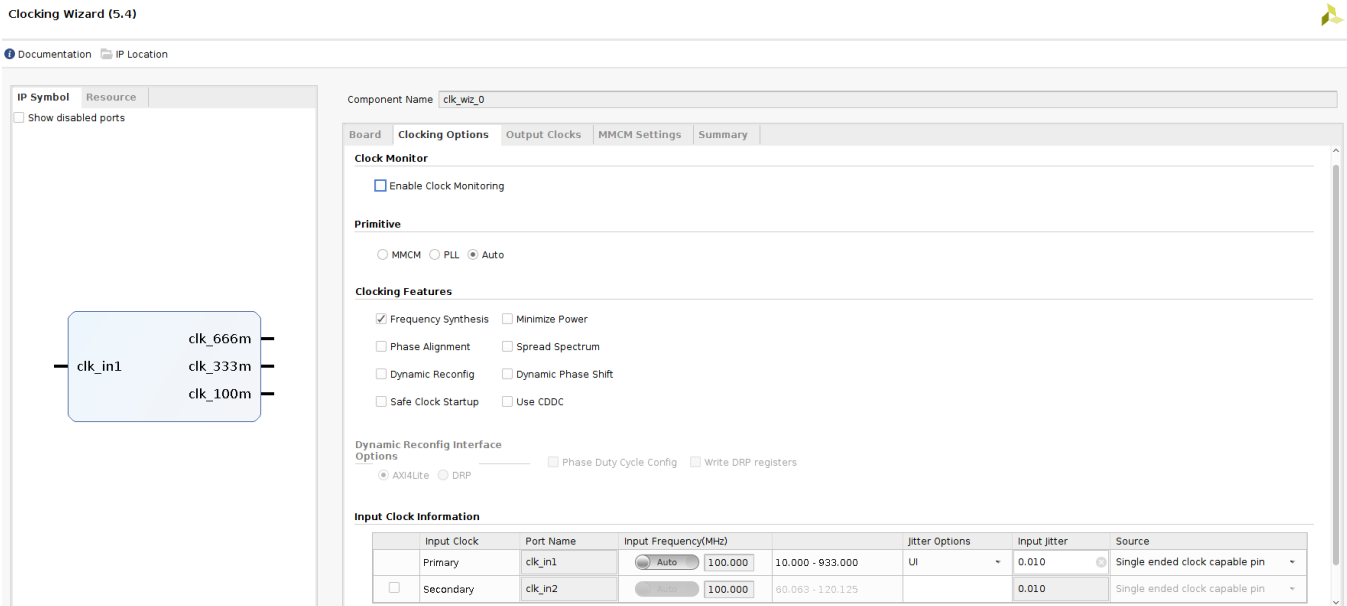 Clocking Wizard (5.4)
Documentation IP Location
IP Symbol Resource
Show disabled ports
clk_in1
clk_666m
clk_333m
clk_100m
Component Name clk_wiz_0
Board Clocking Options Output Clocks MMCM Settings Summary
Clock Monitor
Enable Clock Monitoring
Primitive
MMCM PLL Auto
Clocking Features
Frequency Synthesis Minimize Power
Phase Alignment Spread Spectrum
Dynamic Reconfig Dynamic Phase Shift
Safe Clock Startup Use CDDC
Dynamic Reconfig Interface
Options
Phase Duty Cycle Config Write DRP registers
AXI4Lite DRP
Input Clock Information
Input Clock Port Name Input Frequency(MHz) Jitter Options Input Jitter Source
Primary clk_in1 Auto 100.000 10.000 - 933.000 UI 0.010 Single ended clock capable pin
Secondary clk_in2 Auto 100.000 60.063 - 120.125 0.010 Single ended clock capable pin